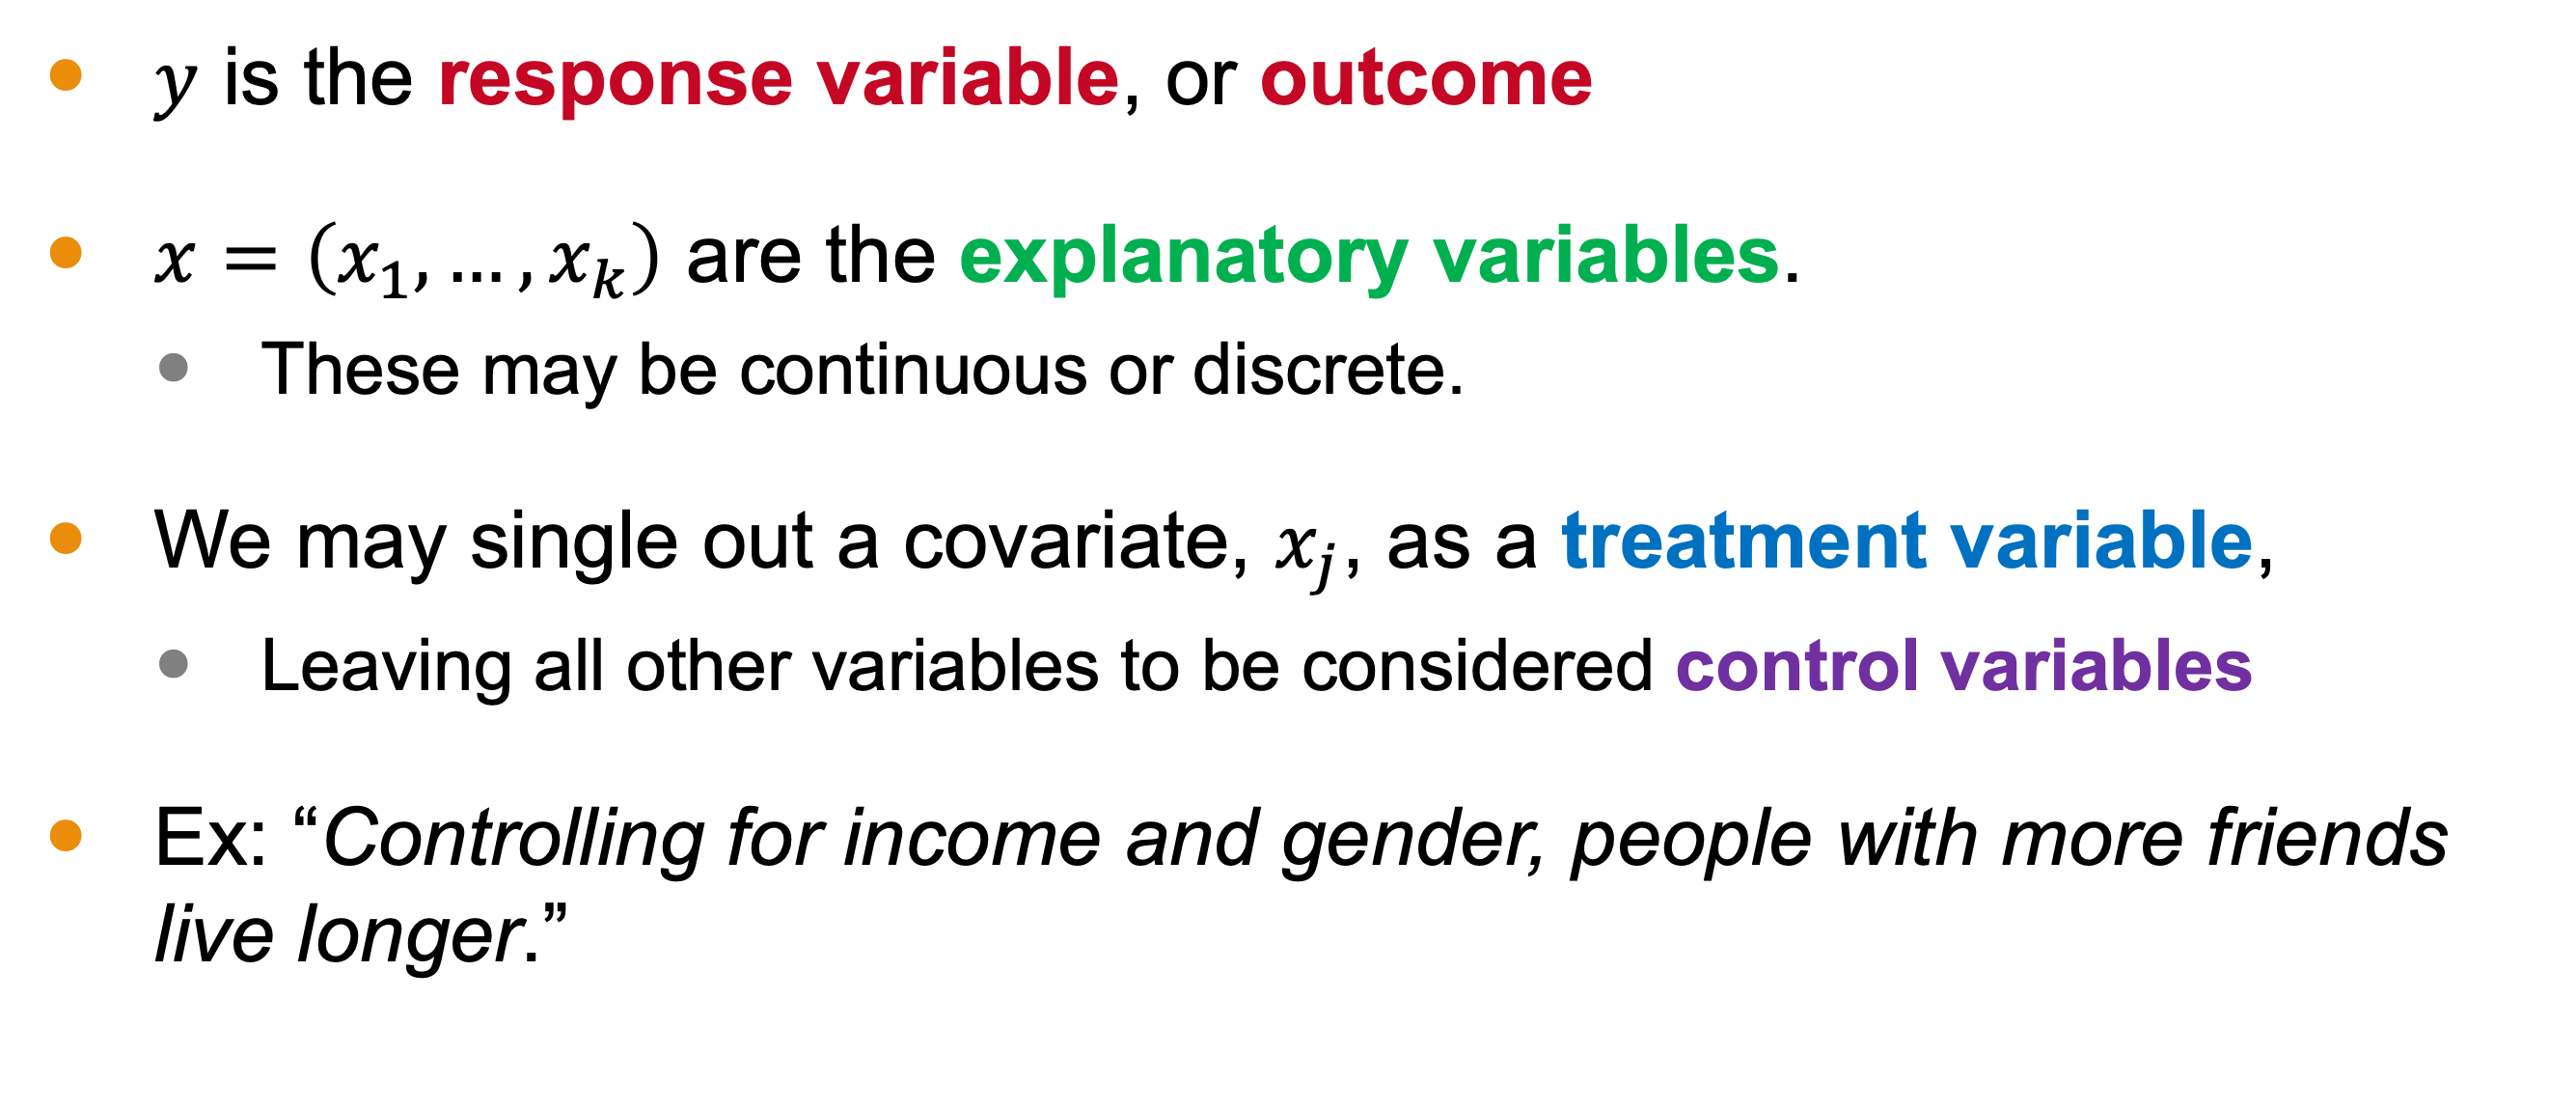 • y is the response variable, or outcome
• x = (x₁, … , xₖ) are the explanatory variables.
• These may be continuous or discrete.
• We may single out a covariate, xⱼ, as a treatment variable,
• Leaving all other variables to be considered control variables
• Ex: “Controlling for income and gender, people with more friends
live longer.”